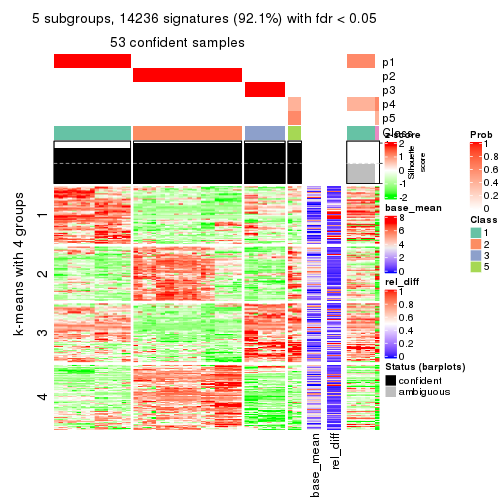 5 subgroups, 14236 signatures (92.1%) with fdr < 0.05
53 confident samples
p1
p2
p3
p4
p5
Class
z-score
2
1
0
-1
-2
Silhouette
score
base_mean
8
6
4
2
0
rel_diff
1
0.8
0.6
0.4
0.2
0
Status (barplots)
confident
ambiguous
Prob
1
0.8
0.6
0.4
0.2
0
Class
1
2
3
5
k-means with 4 groups
1
2
3
4
base_mean
rel_diff